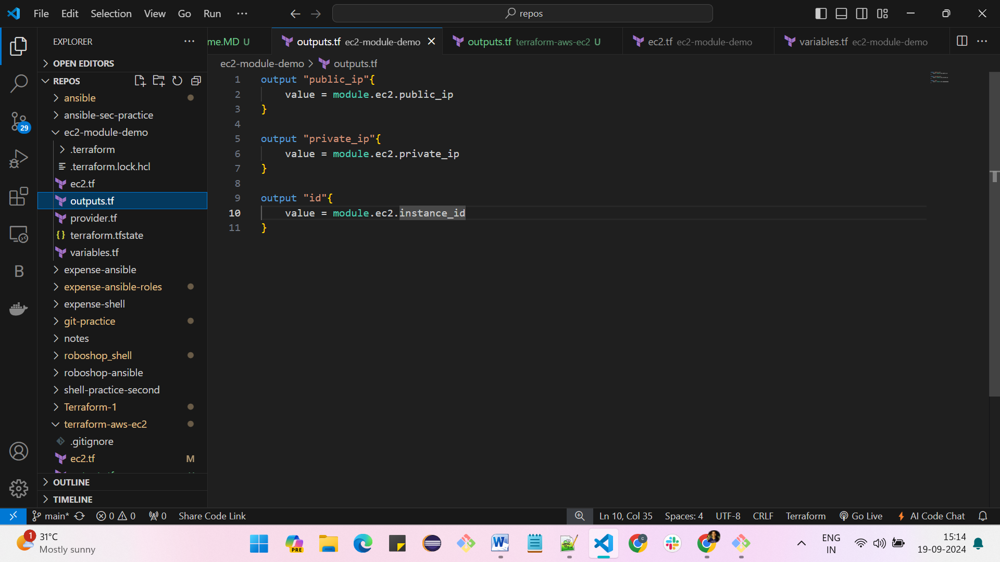 File Edit Selection View Go Run ··· repos
EXPLORER ···
me.MD U outputs.tf ec2-module-demo outputs.tf terraform-aws-ec2 U ec2.tf ec2-module-demo variables.tf ec2-module-demo ···
ec2-module-demo > outputs.tf
OPEN EDITORS
REPOS
ansible
ansible-sec-practice
ec2-module-demo
.terraform
.terraform.lock.hcl
ec2.tf
outputs.tf
provider.tf
{} terraform.tfstate
variables.tf
expense-ansible
expense-ansible-roles
expense-shell
git-practice
notes
roboshop_shell
roboshop-ansible
shell-practice-second
Terraform-1
terraform-aws-ec2
.gitignore
ec2.tf M
OUTLINE
TIMELINE
29
B
1 output "public_ip"{
2 value = module.ec2.public_ip
3 }
4
5 output "private_ip"{
6 value = module.ec2.private_ip
7 }
8
9 output "id"{
10 value = module.ec2.instance_id
11 }
main* 0 0 0 Share Code Link Ln 10, Col 35 Spaces: 4 UTF-8 CRLF Terraform Go Live AI Code Chat
1 31°C
Mostly sunny
PRE
W
C
ENG
IN
15:14
19-09-2024